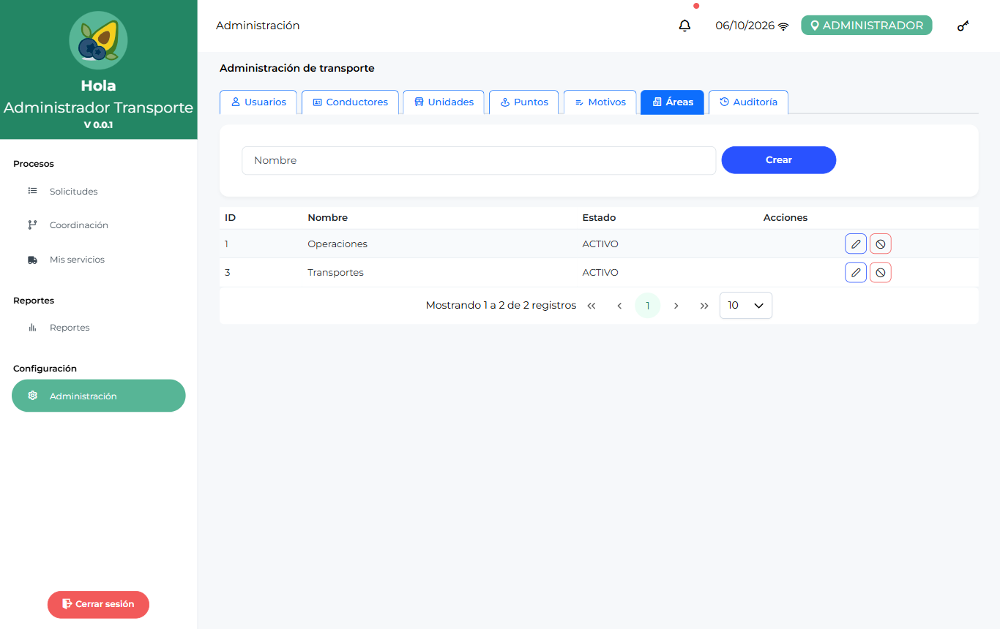 Hola
Administrador Transporte
V 0.0.1
Procesos
Solicitudes
Coordinación
Mis servicios
Reportes
Reportes
Configuración
Administración
Cerrar sesión
Administración
06/10/2026
ADMINISTRADOR
Administración de transporte
Usuarios
Conductores
Unidades
Puntos
Motivos
Áreas
Auditoría
Nombre
Crear
ID Nombre Estado Acciones
1 Operaciones ACTIVO
3 Transportes ACTIVO
Mostrando 1 a 2 de 2 registros « ‹ 1 › » 10